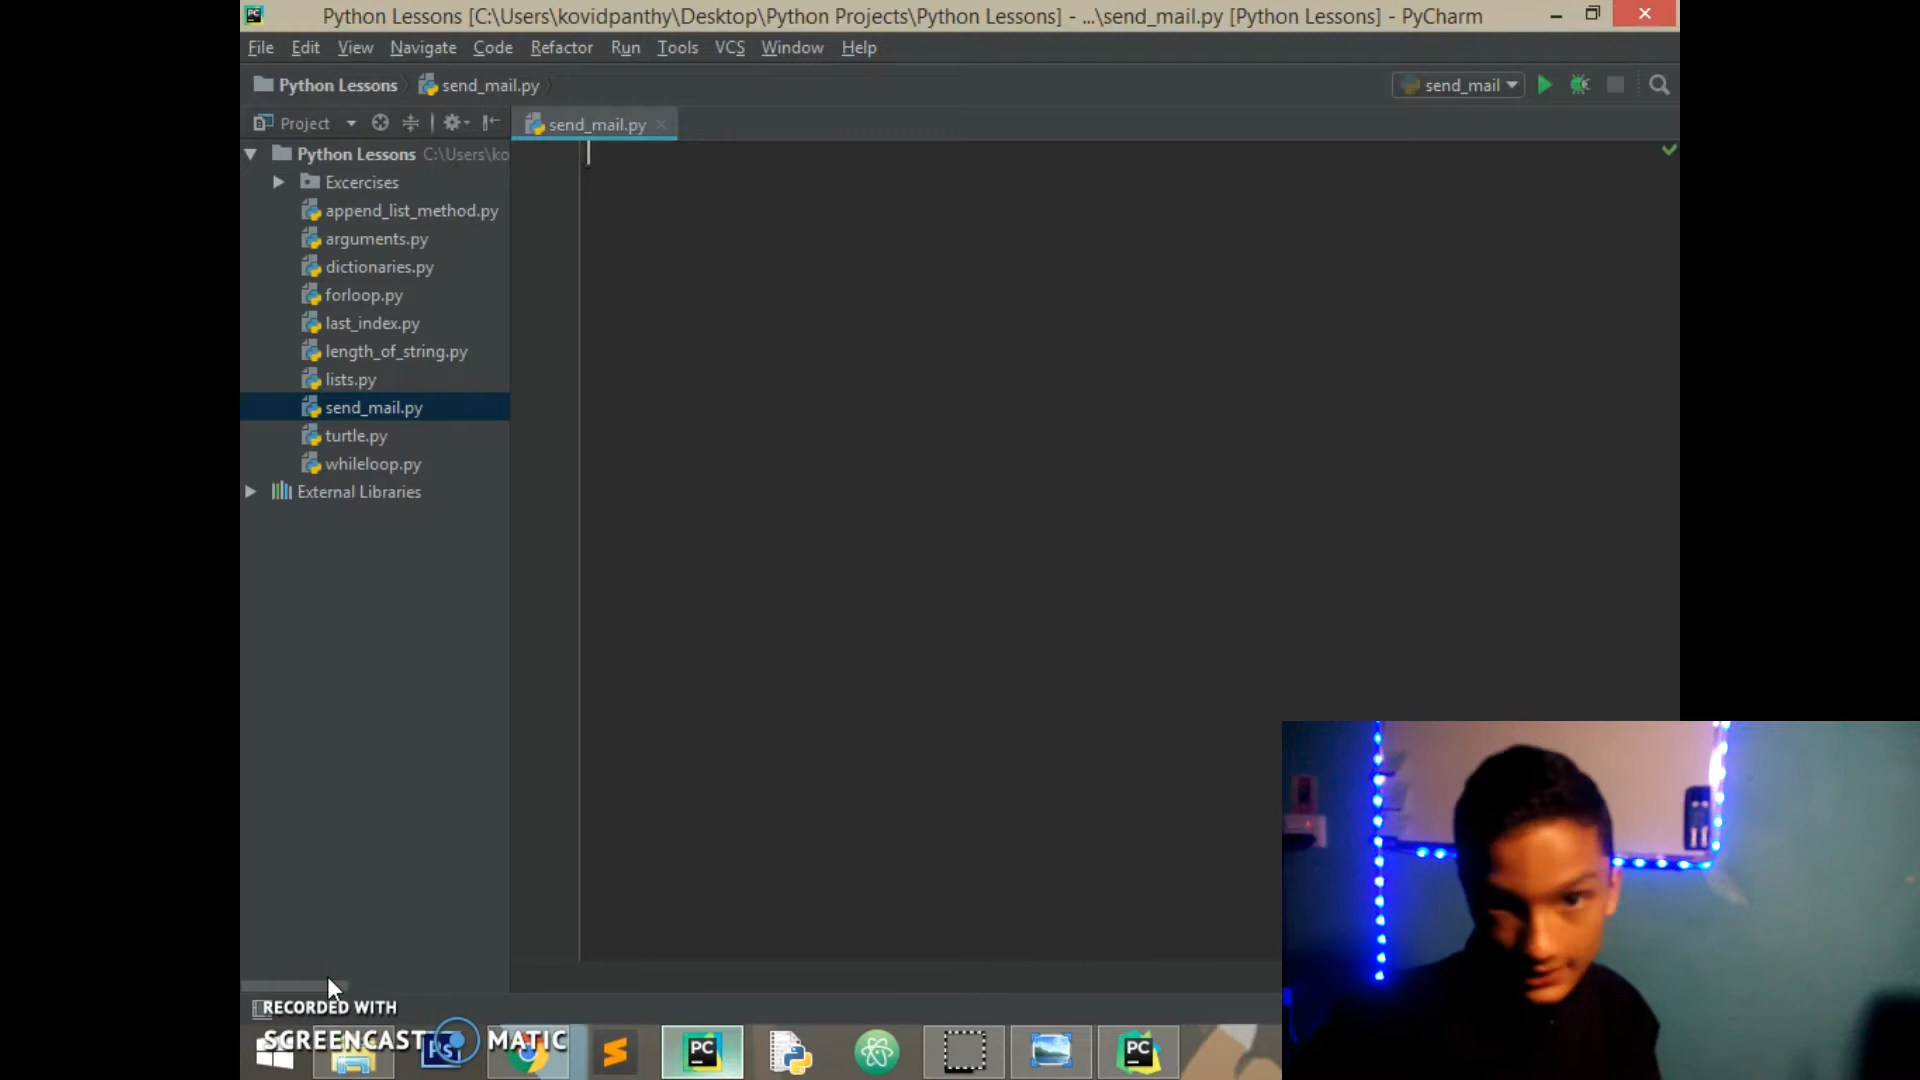 Python Lessons [C:\Users\kovidpanthy\Desktop\Python Projects\Python Lessons] - ...\send_mail.py [Python Lessons] - PyCharm
File Edit View Navigate Code Refactor Run Tools VCS Window Help
Python Lessons send_mail.py send_mail
Project send_mail.py
Python Lessons C:\Users\ko
Excercises
append_list_method.py
arguments.py
dictionaries.py
forloop.py
last_index.py
length_of_string.py
lists.py
send_mail.py
turtle.py
whileloop.py
External Libraries
RECORDED WITH
SCREENCAST MATIC
Ps PC PC